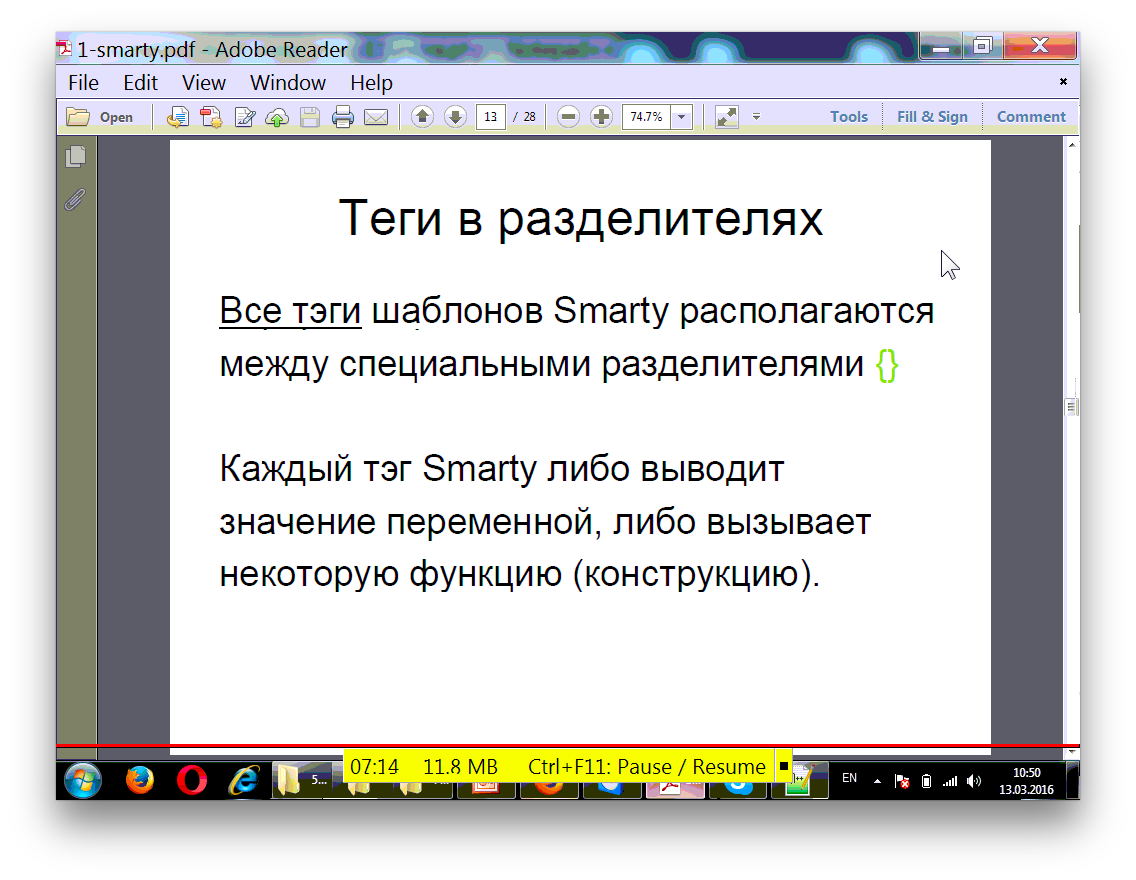 1-smarty.pdf - Adobe Reader
File Edit View Window Help
Open 13 / 28 74.7% Tools Fill & Sign Comment
Теги в разделителях
Все тэги шаблонов Smarty располагаются
между специальными разделителями {}
Каждый тэг Smarty либо выводит
значение переменной, либо вызывает
некоторую функцию (конструкцию).
07:14 11.8 MB Ctrl+F11: Pause / Resume
5... EN 10:50
13.03.2016